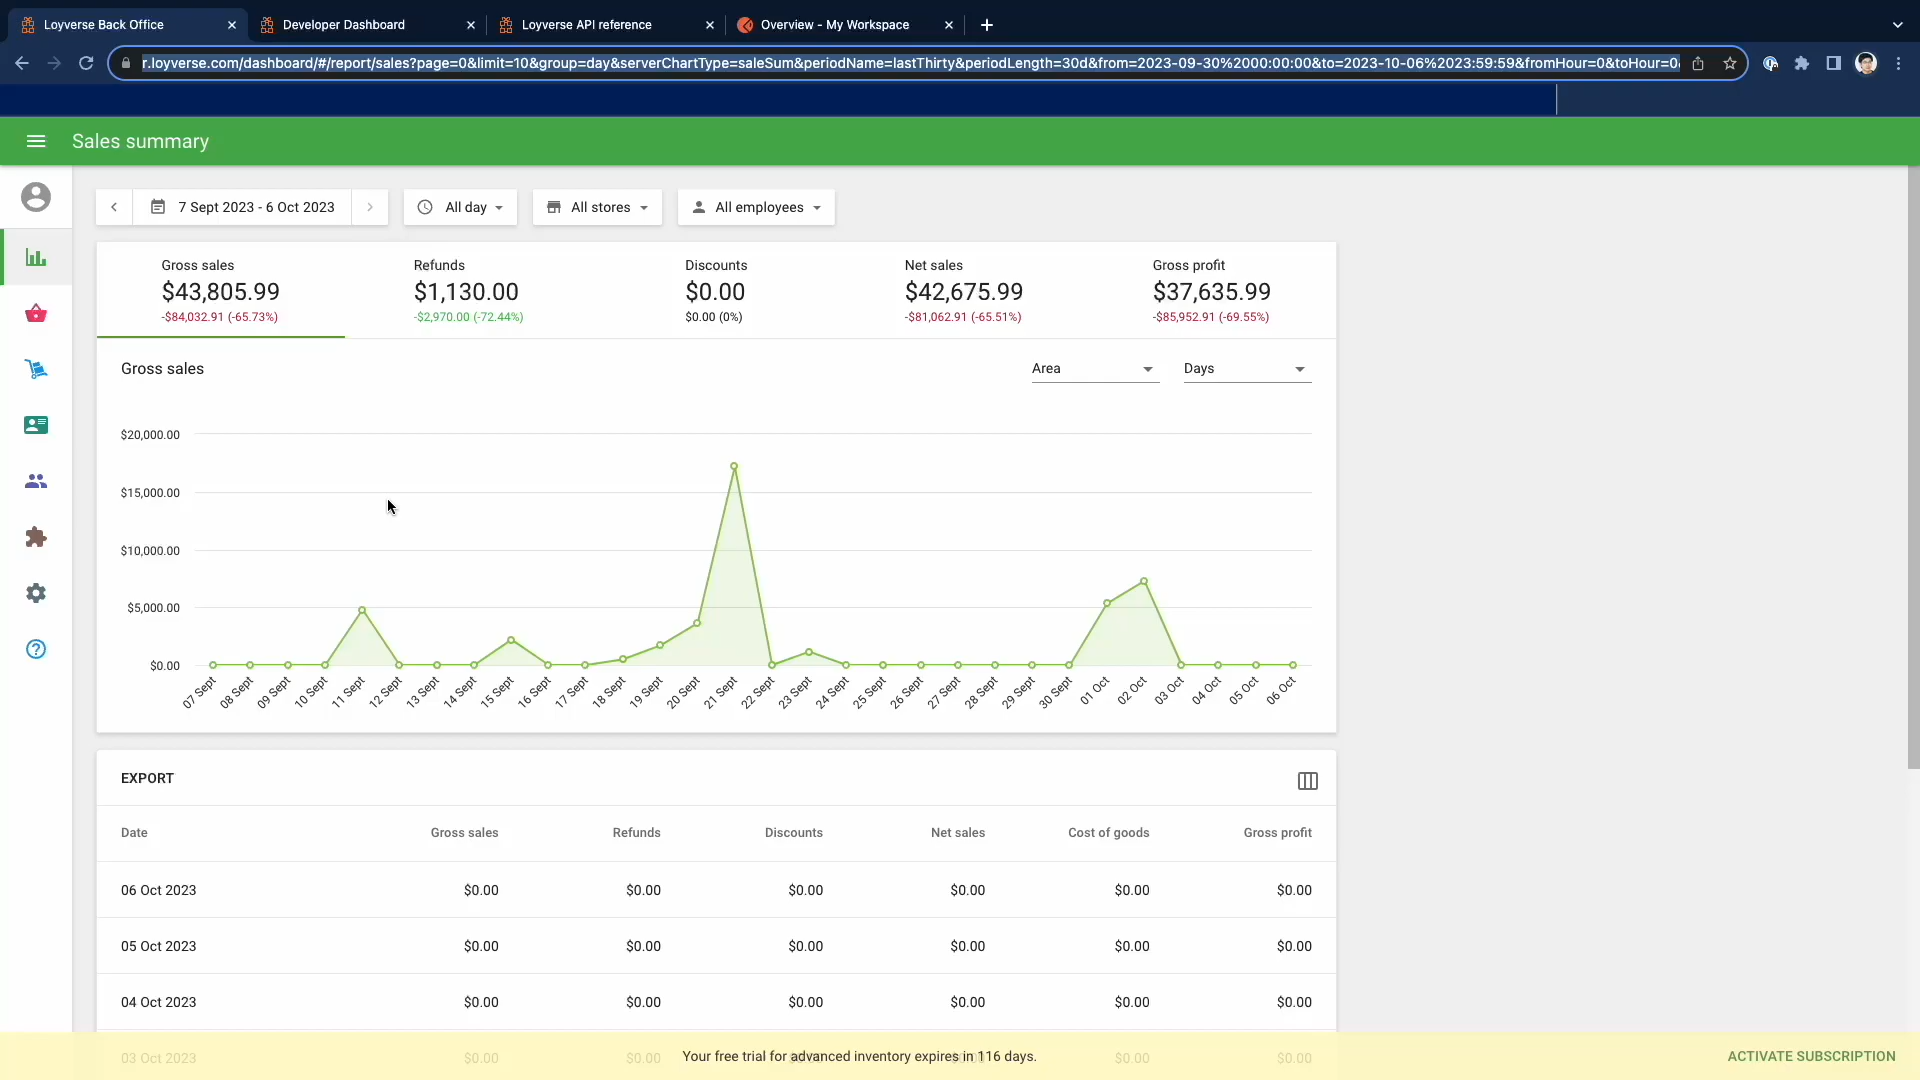 Loyverse Back Office
Developer Dashboard
Loyverse API reference
Overview - My Workspace
r.loyverse.com/dashboard/#/report/sales?page=0&limit=10&group=day&serverChartType=saleSum&periodName=lastThirty&periodLength=30d&from=2023-09-30%2000:00:00&to=2023-10-06%2023:59:59&fromHour=0&toHour=0&
Sales summary
7 Sept 2023 - 6 Oct 2023
All day
All stores
All employees
Gross sales
$43,805.99
-$84,032.91 (-65.73%)
Refunds
$1,130.00
-$2,970.00 (-72.44%)
Discounts
$0.00
$0.00 (0%)
Net sales
$42,675.99
-$81,062.91 (-65.51%)
Gross profit
$37,635.99
-$85,952.91 (-69.55%)
Gross sales
Area
Days
$20,000.00
$15,000.00
$10,000.00
$5,000.00
$0.00
07 Sept 08 Sept 09 Sept 10 Sept 11 Sept 12 Sept 13 Sept 14 Sept 15 Sept 16 Sept 17 Sept 18 Sept 19 Sept 20 Sept 21 Sept 22 Sept 23 Sept 24 Sept 25 Sept 26 Sept 27 Sept 28 Sept 29 Sept 30 Sept 01 Oct 02 Oct 03 Oct 04 Oct 05 Oct 06 Oct
EXPORT
Date Gross sales Refunds Discounts Net sales Cost of goods Gross profit
06 Oct 2023 $0.00 $0.00 $0.00 $0.00 $0.00 $0.00
05 Oct 2023 $0.00 $0.00 $0.00 $0.00 $0.00 $0.00
04 Oct 2023 $0.00 $0.00 $0.00 $0.00 $0.00 $0.00
03 Oct 2023 $0.00 $0.00 $0.00
Your free trial for advanced inventory expires in 116 days.
ACTIVATE SUBSCRIPTION